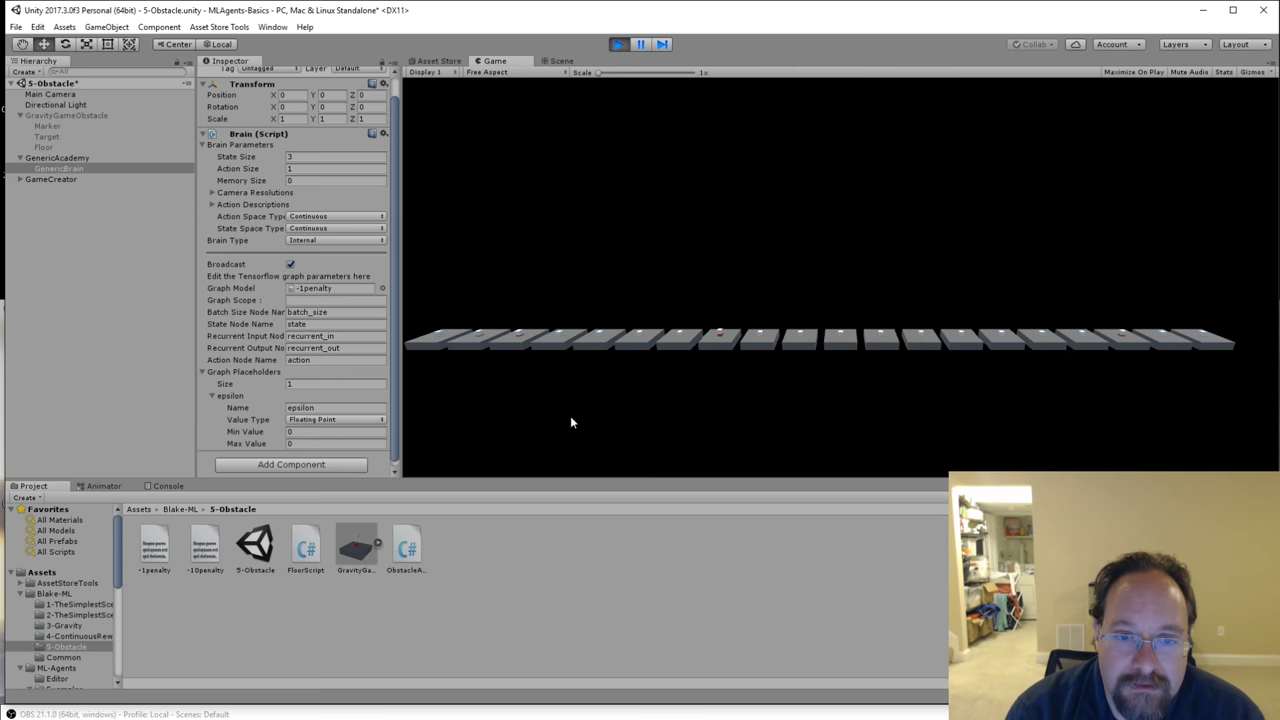 Unity 2017.3.0f3 Personal (64bit) - 5-Obstacle.unity - MLAgents-Basics - PC, Mac & Linux Standalone* <DX11>
File Edit Assets GameObject Component Asset Store Tools Window Help
Center Local Collab Account Layers Layout
Hierarchy Inspector Asset Store Game Scene
Create All Tag Untagged Layer Default Display 1 Free Aspect Scale 1x Maximize On Play Mute Audio Stats Gizmos
5-Obstacle*
Main Camera
Directional Light
GravityGameObstacle
Marker
Target
Floor
GenericAcademy
GenericBrain
GameCreator
Transform
Position X 0 Y 0 Z 0
Rotation X 0 Y 0 Z 0
Scale X 1 Y 1 Z 1
Brain (Script)
Brain Parameters
State Size 3
Action Size 1
Memory Size 0
Camera Resolutions
Action Descriptions
Action Space Type Continuous
State Space Type Continuous
Brain Type Internal
Broadcast
Edit the Tensorflow graph parameters here
Graph Model -1penalty
Graph Scope :
Batch Size Node Nar batch_size
State Node Name state
Recurrent Input Noc recurrent_in
Recurrent Output No recurrent_out
Action Node Name action
Graph Placeholders
Size 1
epsilon
Name epsilon
Value Type Floating Point
Min Value 0
Max Value 0
Add Component
Project Animator Console
Create
Favorites
All Materials
All Models
All Prefabs
All Scripts
Assets
AssetStoreTools
Blake-ML
1-TheSimplestSce
2-TheSimplestSce
3-Gravity
4-ContinuousRew
5-Obstacle
Common
ML-Agents
Editor
Assets Blake-ML 5-Obstacle
-1penalty -10penalty 5-Obstacle FloorScript GravityGa... ObstacleA...
OBS 21.1.0 (64bit, windows) - Profile: Local - Scenes: Default